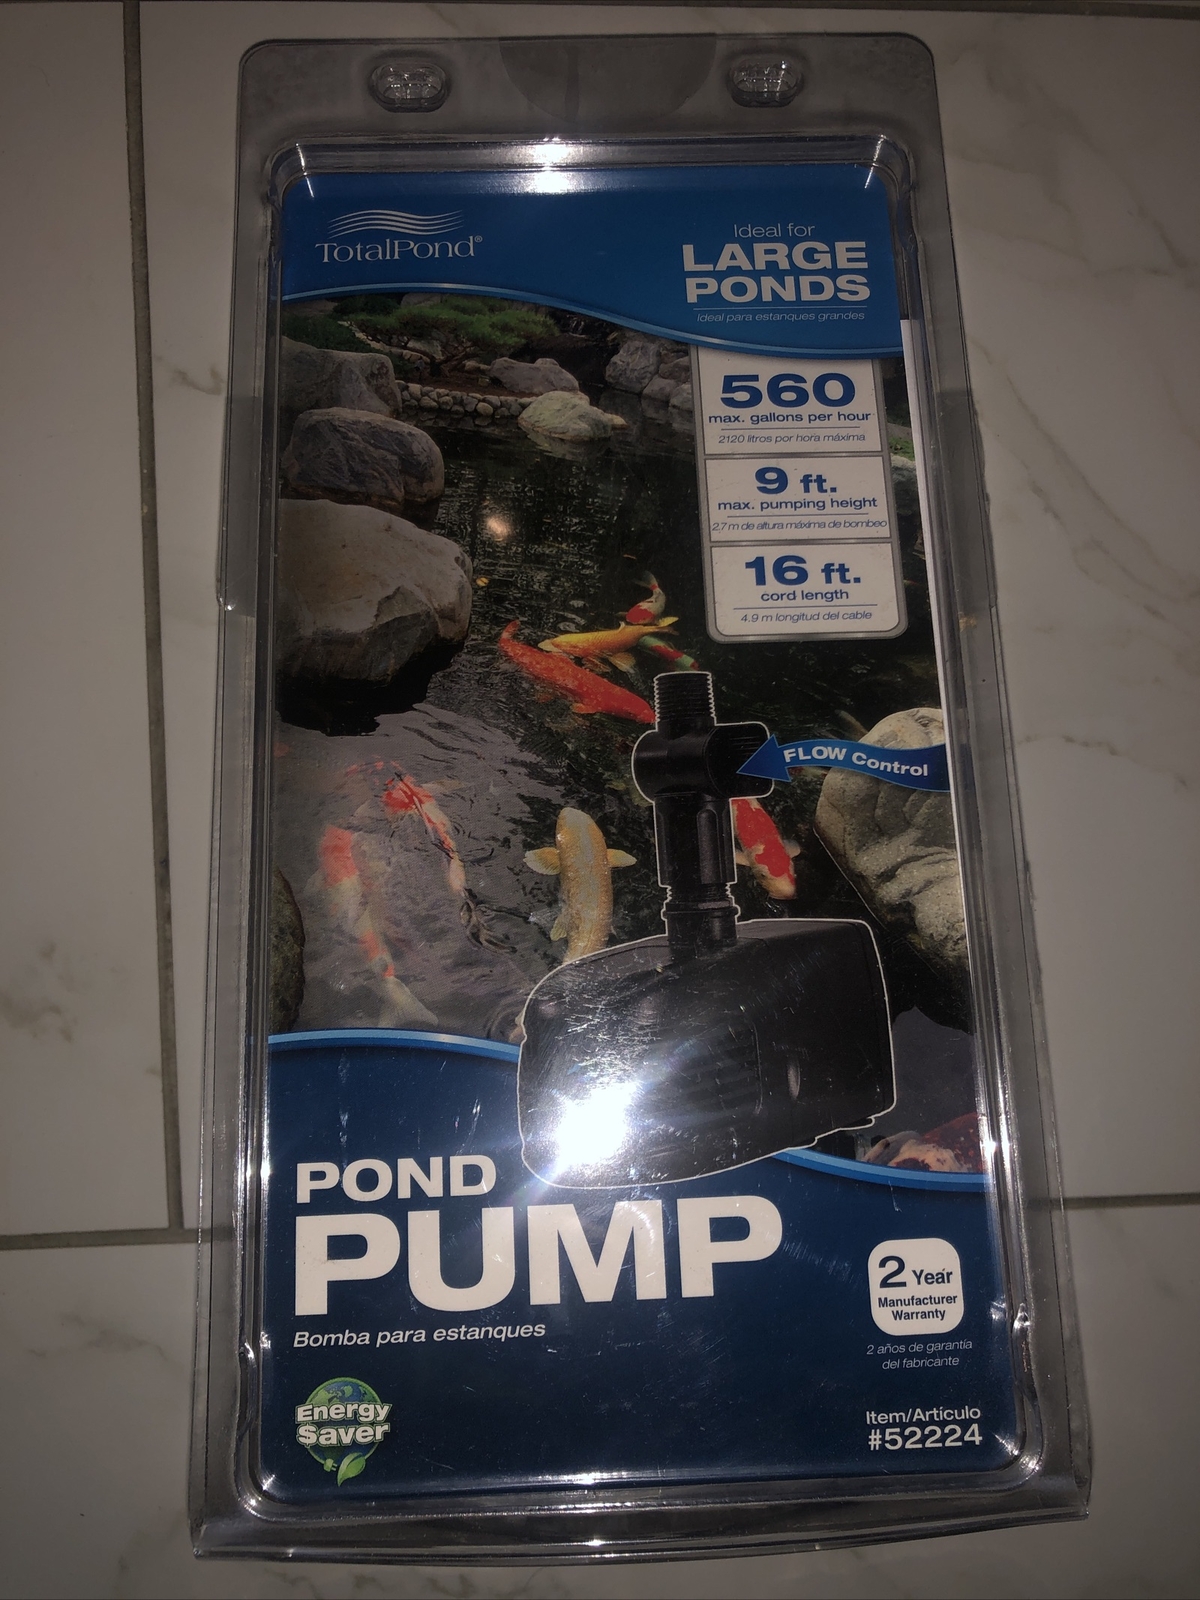 TotalPond®
Ideal for
LARGE
PONDS
Ideal para estanques grandes
560
max. gallons per hour
2120 litros por hora máxima
9 ft.
max. pumping height
2,7 m de altura máxima de bombeo
16 ft.
cord length
4.9 m longitud del cable
FLOW Control
POND
PUMP
Bomba para estanques
2 Year
Manufacturer
Warranty
2 años de garantía
del fabricante
Energy
$aver
Item/Artículo
#52224